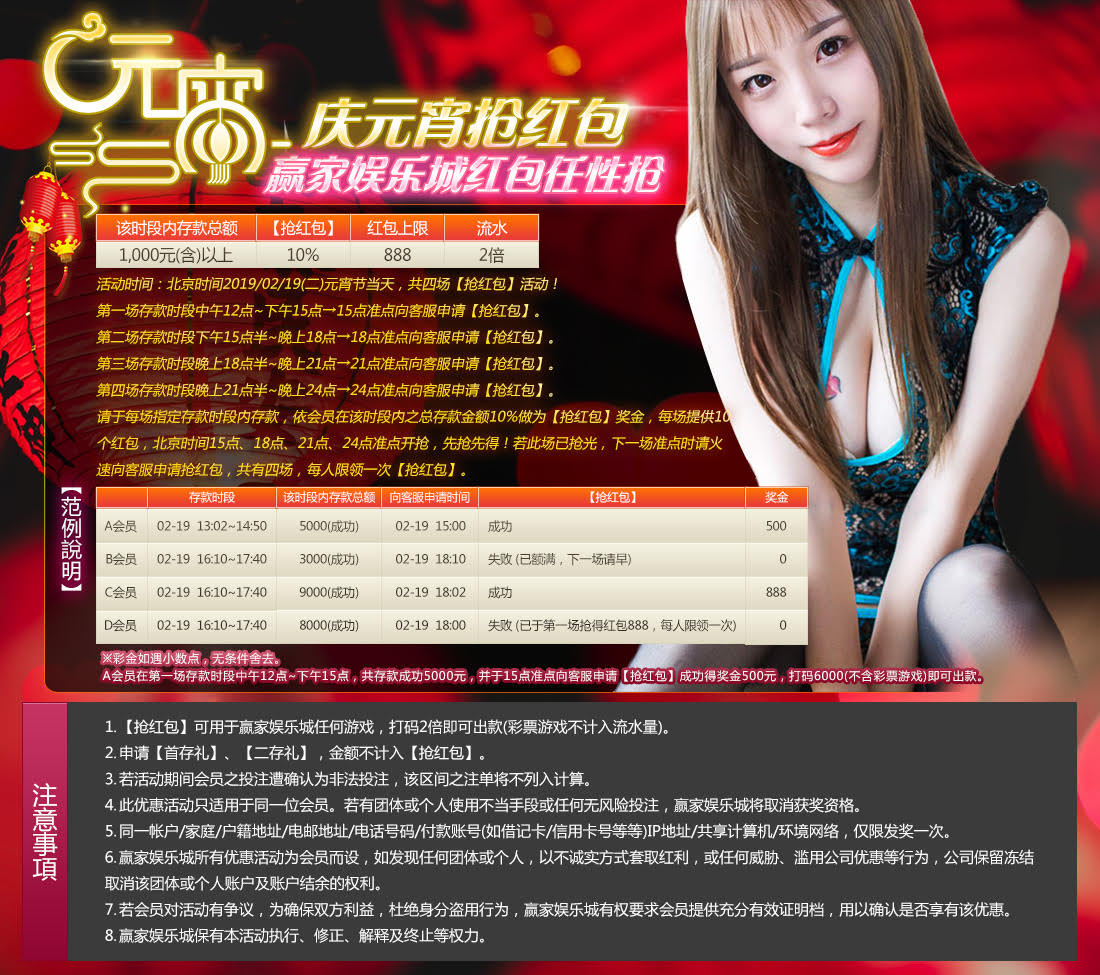 元宵
庆元宵抢红包
赢家娱乐城红包任性抢
该时段内存款总额 【抢红包】 红包上限 流水
1,000元(含)以上 10% 888 2倍
活动时间：北京时间2019/02/19(二)元宵节当天，共四场【抢红包】活动！
第一场存款时段中午12点~下午15点→15点准点向客服申请【抢红包】。
第二场存款时段下午15点半~晚上18点→18点准点向客服申请【抢红包】。
第三场存款时段晚上18点半~晚上21点→21点准点向客服申请【抢红包】。
第四场存款时段晚上21点半~晚上24点→24点准点向客服申请【抢红包】。
请于每场指定存款时段内存款，依会员在该时段内之总存款金额10%做为【抢红包】奖金，每场提供10
个红包，北京时间15点、18点、21点、24点准点开抢，先抢先得！若此场已抢光，下一场准点时请火
速向客服申请抢红包，共有四场，每人限领一次【抢红包】。
【范例說明】
存款时段 该时段内存款总额 向客服申请时间 【抢红包】 奖金
A会员 02-19 13:02~14:50 5000(成功) 02-19 15:00 成功 500
B会员 02-19 16:10~17:40 3000(成功) 02-19 18:10 失败 (已额满，下一场请早) 0
C会员 02-19 16:10~17:40 9000(成功) 02-19 18:02 成功 888
D会员 02-19 16:10~17:40 8000(成功) 02-19 18:00 失败 (已于第一场抢得红包888，每人限领一次) 0
※彩金如遇小数点，无条件舍去。
A会员在第一场存款时段中午12点~下午15点，共存款成功5000元，并于15点准点向客服申请【抢红包】成功得奖金500元，打码6000(不含彩票游戏)即可出款。
注意事項
1.【抢红包】可用于赢家娱乐城任何游戏，打码2倍即可出款(彩票游戏不计入流水量)。
2.申请【首存礼】、【二存礼】，金额不计入【抢红包】。
3.若活动期间会员之投注遭确认为非法投注，该区间之注单将不列入计算。
4.此优惠活动只适用于同一位会员。若有团体或个人使用不当手段或任何无风险投注，赢家娱乐城将取消获奖资格。
5.同一帐户/家庭/户籍地址/电邮地址/电话号码/付款账号(如借记卡/信用卡号等等)IP地址/共享计算机/环境网络，仅限发奖一次。
6.赢家娱乐城所有优惠活动为会员而设，如发现任何团体或个人，以不诚实方式套取红利，或任何威胁、滥用公司优惠等行为，公司保留冻结
取消该团体或个人账户及账户结余的权利。
7.若会员对活动有争议，为确保双方利益，杜绝身分盗用行为，赢家娱乐城有权要求会员提供充分有效证明档，用以确认是否享有该优惠。
8.赢家娱乐城保有本活动执行、修正、解释及终止等权力。